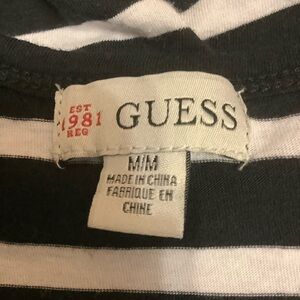 EST
1981
REG
GUESS
M/M
MADE IN CHINA
FABRIQUE EN
CHINE